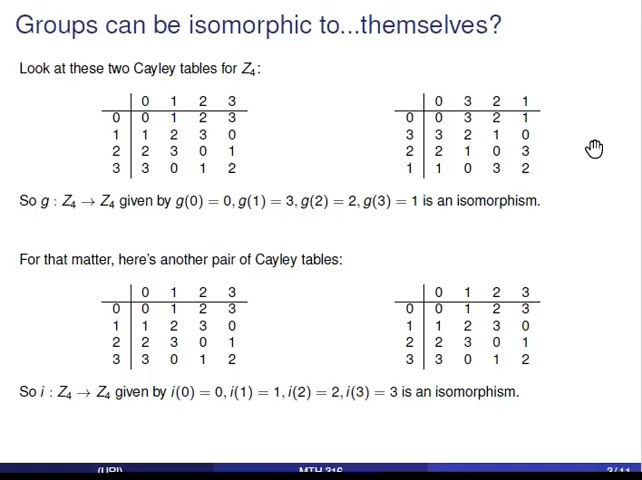 Groups can be isomorphic to...themselves?
Look at these two Cayley tables for Z₄:
0 1 2 3
0 0 1 2 3
1 1 2 3 0
2 2 3 0 1
3 3 0 1 2
0 3 2 1
0 0 3 2 1
3 3 2 1 0
2 2 1 0 3
1 1 0 3 2
So g : Z₄ → Z₄ given by g(0) = 0, g(1) = 3, g(2) = 2, g(3) = 1 is an isomorphism.
For that matter, here's another pair of Cayley tables:
0 1 2 3
0 0 1 2 3
1 1 2 3 0
2 2 3 0 1
3 3 0 1 2
0 1 2 3
0 0 1 2 3
1 1 2 3 0
2 2 3 0 1
3 3 0 1 2
So i : Z₄ → Z₄ given by i(0) = 0, i(1) = 1, i(2) = 2, i(3) = 3 is an isomorphism.
(URI) MTH 316 3/11